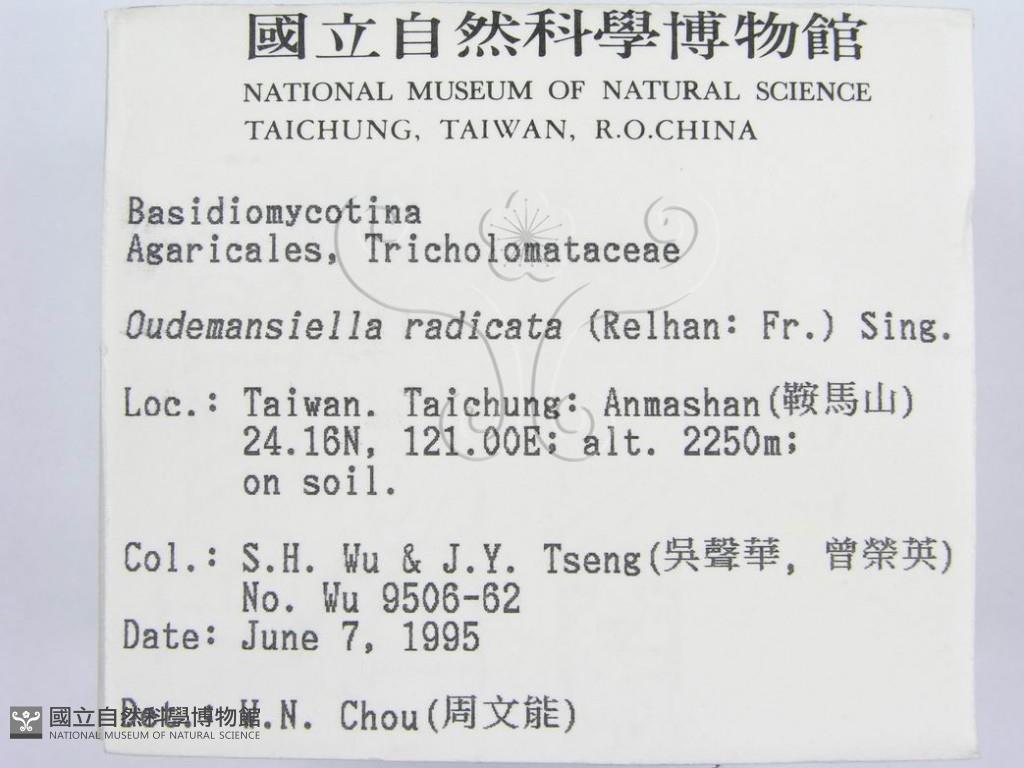 國立自然科學博物館
NATIONAL MUSEUM OF NATURAL SCIENCE
TAICHUNG, TAIWAN, R.O.CHINA
Basidiomycotina
Agaricales, Tricholomataceae
Oudemansiella radicata (Relhan: Fr.) Sing.
Loc.: Taiwan. Taichung: Anmashan(鞍馬山)
24.16N, 121.00E; alt. 2250m;
on soil.
Col.: S.H. Wu & J.Y. Tseng(吳聲華, 曾榮英)
No. Wu 9506-62
Date: June 7, 1995
Det.: W.N. Chou(周文能)
國立自然科學博物館
NATIONAL MUSEUM OF NATURAL SCIENCE